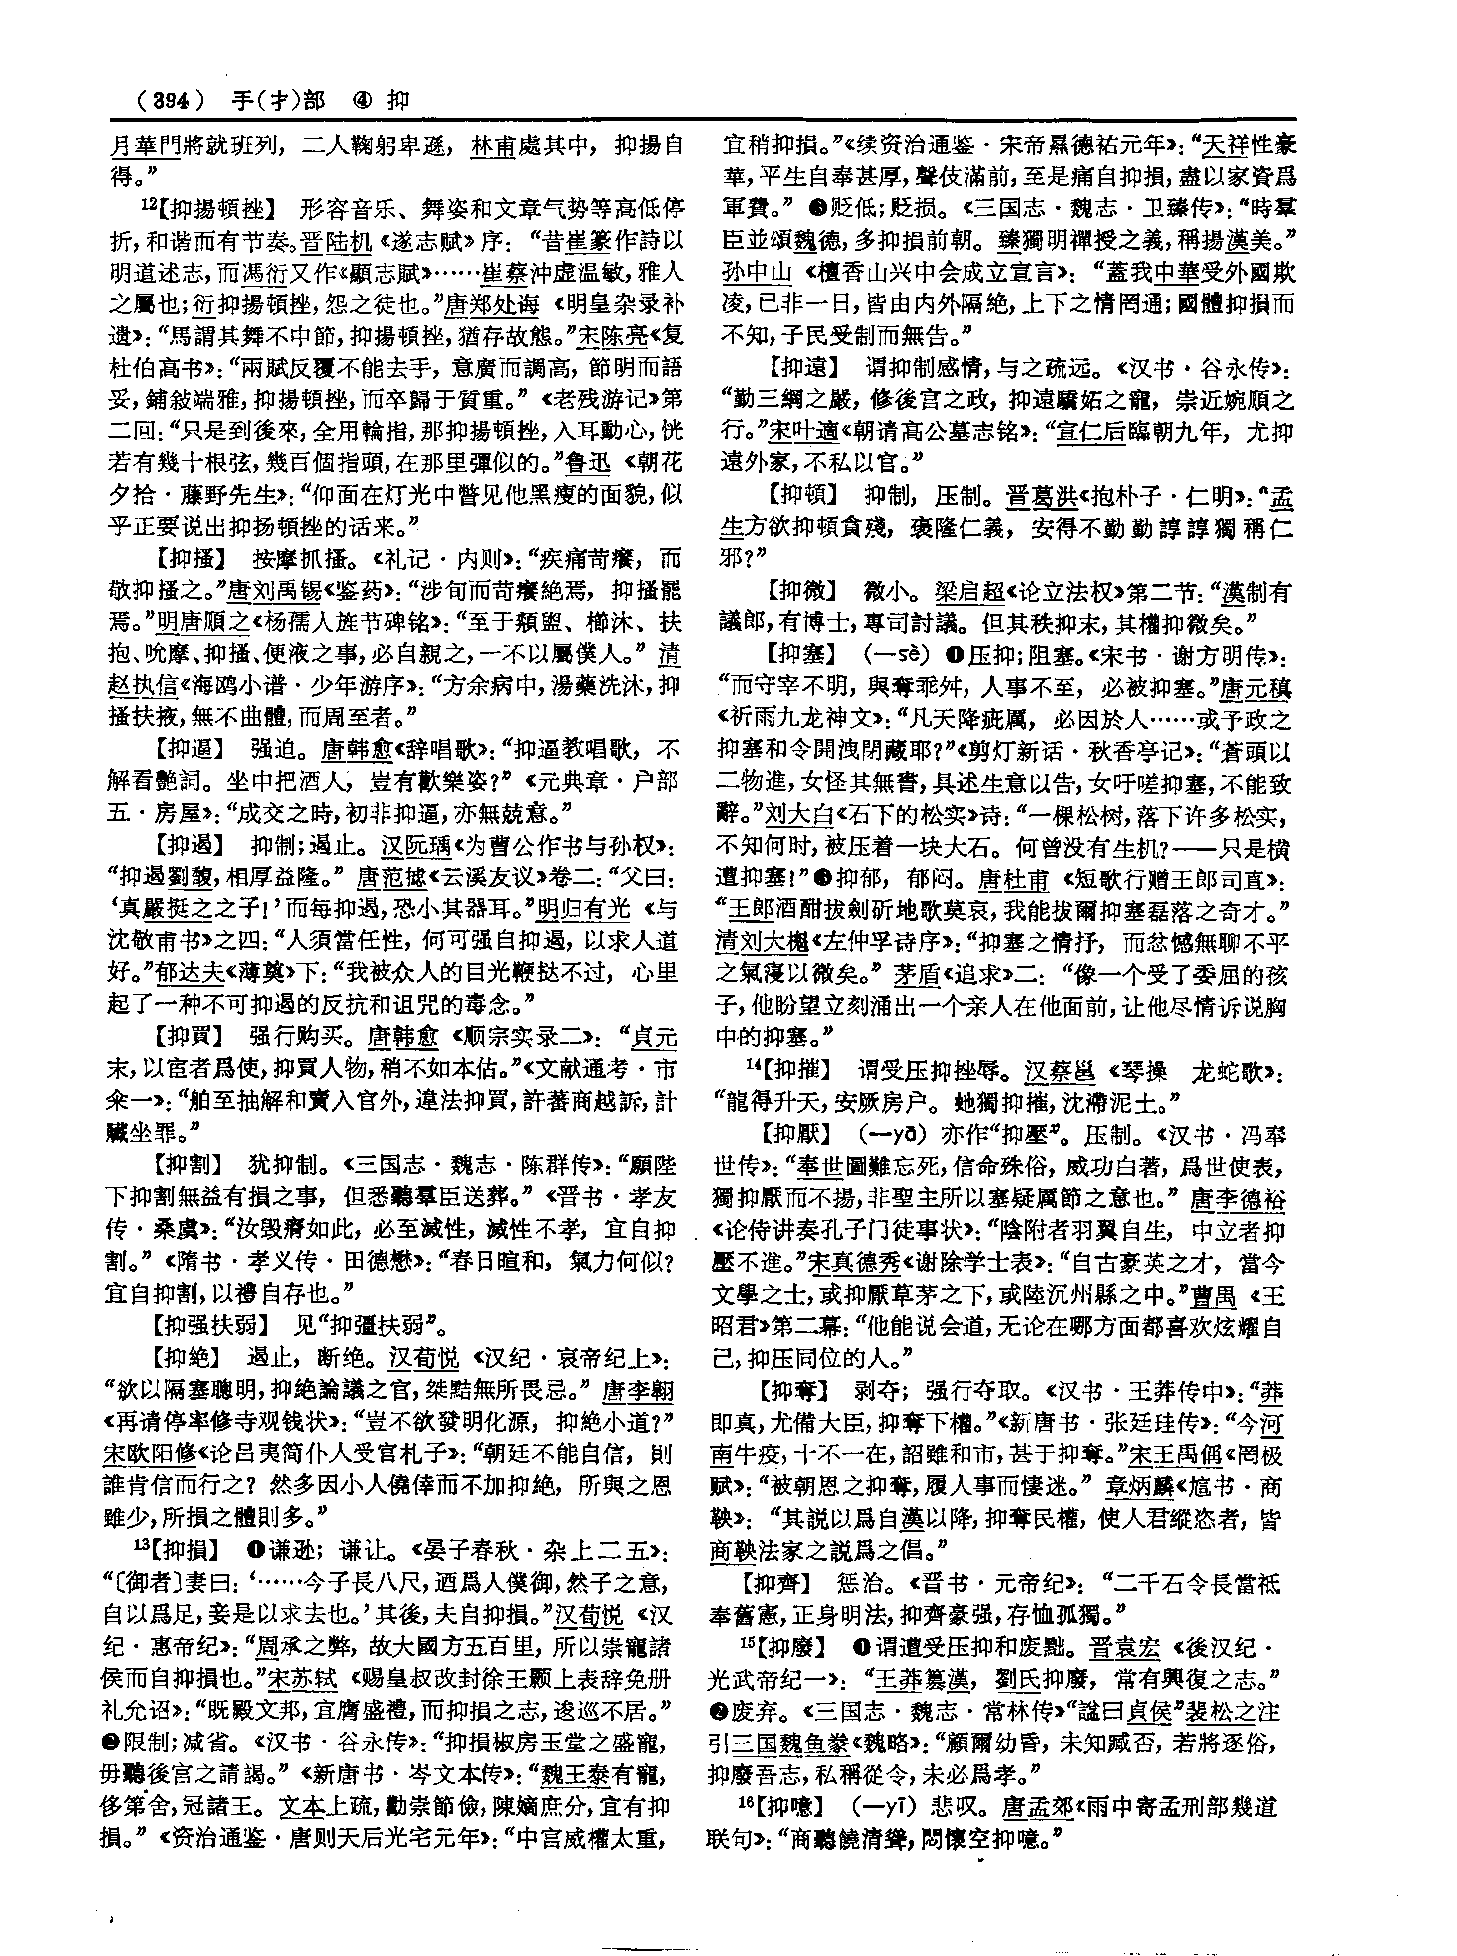 （394） 手(扌)部 ④ 抑
月華門將就班列，二人鞠躬卑遜，林甫處其中，抑揚自
得。”
12【抑揚頓挫】 形容音乐、舞姿和文章气势等高低停
折，和谐而有节奏。晋陆机《遂志赋》序：“昔崔篆作詩以
明道述志，而馮衍又作《顯志賦》……崔蔡沖虛温敏，雅人
之屬也；衍抑揚頓挫，怨之徒也。”唐郑处诲《明皇杂录补
遗》：“馬謂其舞不中節，抑揚頓挫，猶存故態。”宋陈亮《复
杜伯高书》：“兩賦反覆不能去手，意廣而調高，節明而語
妥，鋪敍端雅，抑揚頓挫，而卒歸于質重。”《老残游记》第
二回：“只是到後來，全用輪指，那抑揚頓挫，入耳動心，恍
若有幾十根弦，幾百個指頭，在那里彈似的。”鲁迅《朝花
夕拾·藤野先生》：“仰面在灯光中瞥见他黑瘦的面貌，似
乎正要说出抑扬頓挫的话来。”
【抑搔】 按摩抓搔。《礼记·内则》：“疾痛苛癢，而
敬抑搔之。”唐刘禹锡《鉴药》：“涉旬而苛癢絶焉，抑搔罷
焉。”明唐顺之《杨孺人旌节碑铭》：“至于頮盥、櫛沐、扶
抱、吮摩、抑搔、便液之事，必自親之，一不以屬僕人。”清
赵执信《海鸥小谱·少年游序》：“方余病中，湯藥洗沐，抑
搔扶掖，無不曲體，而周至者。”
【抑逼】 强迫。唐韩愈《辞唱歌》：“抑逼教唱歌，不
解看艷詞。坐中把酒人，豈有歡樂姿？”《元典章·户部
五·房屋》：“成交之時，初非抑逼，亦無兢意。”
【抑遏】 抑制；遏止。汉阮瑀《为曹公作书与孙权》：
“抑遏劉馥，相厚益隆。”唐范摅《云溪友议》卷二：“父曰：
‘真嚴挺之之子！’而每抑遏，恐小其器耳。”明归有光《与
沈敬甫书》之四：“人須當任性，何可强自抑遏，以求人道
好。”郁达夫《薄奠》下：“我被众人的目光鞭挞不过，心里
起了一种不可抑遏的反抗和诅咒的毒念。”
【抑買】 强行购买。唐韩愈《顺宗实录二》：“貞元
末，以宦者爲使，抑買人物，稍不如本估。”《文献通考·市
籴一》：“舶至抽解和賣入官外，違法抑買，許蕃商越訴，計
贓坐罪。”
【抑割】 犹抑制。《三国志·魏志·陈群传》：“願陛
下抑割無益有損之事，但悉聽羣臣送葬。”《晋书·孝友
传·桑虞》：“汝毁瘠如此，必至滅性，滅性不孝，宜自抑
割。”《隋书·孝义传·田德懋》：“春日暄和，氣力何似？
宜自抑割，以禮自存也。”
【抑强扶弱】 见“抑彊扶弱”。
【抑絶】 遏止，断绝。汉荀悦《汉纪·哀帝纪上》：
“欲以隔塞聰明，抑絶論議之官，桀黠無所畏忌。”唐李翱
《再请停率修寺观钱状》：“豈不欲發明化源，抑絶小道？”
宋欧阳修《论吕夷简仆人受官札子》：“朝廷不能自信，則
誰肯信而行之？然多因小人僥倖而不加抑絶，所與之恩
雖少，所損之體則多。”
13【抑損】 ❶谦逊；谦让。《晏子春秋·杂上二五》：
“〔御者〕妻曰：‘……今子長八尺，迺爲人僕御，然子之意，
自以爲足，妾是以求去也。’其後，夫自抑損。”汉荀悦《汉
纪·惠帝纪》：“周承之弊，故大國方五百里，所以崇寵諸
侯而自抑損也。”宋苏轼《赐皇叔改封徐王颢上表辞免册
礼允诏》：“既殿文邦，宜膺盛禮，而抑損之志，逡巡不居。”
❷限制；减省。《汉书·谷永传》：“抑損椒房玉堂之盛寵，
毋聽後宫之請謁。”《新唐书·岑文本传》：“魏王泰有寵，
侈第舍，冠諸王。文本上疏，勸崇節儉，陳嫡庶分，宜有抑
損。”《资治通鉴·唐则天后光宅元年》：“中宫威權太重，
宜稍抑損。”《续资治通鉴·宋帝㬎德祐元年》：“天祥性豪
華，平生自奉甚厚，聲伎滿前，至是痛自抑損，盡以家資爲
軍費。”❸贬低；贬损。《三国志·魏志·卫臻传》：“時羣
臣並頌魏德，多抑損前朝。臻獨明禪授之義，稱揚漢美。”
孙中山《檀香山兴中会成立宣言》：“蓋我中華受外國欺
凌，已非一日，皆由内外隔絶，上下之情罔通；國體抑損而
不知，子民受制而無告。”
【抑遠】 谓抑制感情，与之疏远。《汉书·谷永传》：
“勤三綱之嚴，修後宫之政，抑遠驕妬之寵，崇近婉順之
行。”宋叶適《朝请高公墓志铭》：“宣仁后臨朝九年，尤抑
遠外家，不私以官。”
【抑頓】 抑制，压制。晋葛洪《抱朴子·仁明》：“孟
生方欲抑頓貪殘，褒隆仁義，安得不勤勤諄諄獨稱仁
邪？”
【抑微】 微小。梁启超《论立法权》第二节：“漢制有
議郎，有博士，專司討議。但其秩抑末，其權抑微矣。”
【抑塞】 （一sè）❶压抑；阻塞。《宋书·谢方明传》：
“而守宰不明，與奪乖舛，人事不至，必被抑塞。”唐元稹
《祈雨九龙神文》：“凡天降疵厲，必因於人……或予政之
抑塞和令開洩閉藏耶？”《剪灯新话·秋香亭记》：“蒼頭以
二物進，女怪其無書，具述生意以告，女吁嗟抑塞，不能致
辭。”刘大白《石下的松实》诗：“一棵松树，落下许多松实，
不知何时，被压着一块大石。何曾没有生机？——只是横
遭抑塞！”❷抑郁，郁闷。唐杜甫《短歌行赠王郎司直》：
“王郎酒酣拔劍斫地歌莫哀，我能拔爾抑塞磊落之奇才。”
清刘大櫆《左仲孚诗序》：“抑塞之情抒，而忿憾無聊不平
之氣寖以微矣。”茅盾《追求》二：“像一个受了委屈的孩
子，他盼望立刻涌出一个亲人在他面前，让他尽情诉说胸
中的抑塞。”
14【抑摧】 谓受压抑挫辱。汉蔡邕《琴操 龙蛇歌》：
“龍得升天，安厥房户。虵獨抑摧，沈滯泥土。”
【抑厭】 （一yā）亦作“抑壓”。压制。《汉书·冯奉
世传》：“奉世圖難忘死，信命殊俗，威功白著，爲世使表，
獨抑厭而不揚，非聖主所以塞疑厲節之意也。”唐李德裕
《论侍讲奏孔子门徒事状》：“陰附者羽翼自生，中立者抑
壓不進。”宋真德秀《谢除学士表》：“自古豪英之才，當今
文學之士，或抑厭草茅之下，或陸沉州縣之中。”曹禺《王
昭君》第二幕：“他能说会道，无论在哪方面都喜欢炫耀自
己，抑压同位的人。”
【抑奪】 剥夺；强行夺取。《汉书·王莽传中》：“莽
即真，尤備大臣，抑奪下權。”《新唐书·张廷珪传》：“今河
南牛疫，十不一在，詔雖和市，甚于抑奪。”宋王禹偁《罔极
赋》：“被朝恩之抑奪，履人事而悽迷。”章炳麟《訄书·商
鞅》：“其説以爲自漢以降，抑奪民權，使人君縱恣者，皆
商鞅法家之説爲之倡。”
【抑齊】 惩治。《晋书·元帝纪》：“二千石令長當祗
奉舊憲，正身明法，抑齊豪强，存恤孤獨。”
15【抑廢】 ❶谓遭受压抑和废黜。晋袁宏《後汉纪·
光武帝纪一》：“王莽篡漢，劉氏抑廢，常有興復之志。”
❷废弃。《三国志·魏志·常林传》“諡曰貞侯”裴松之注
引三国魏鱼豢《魏略》：“顧爾幼昏，未知臧否，若將逐俗，
抑廢吾志，私稱從令，未必爲孝。”
16【抑噫】 （一yī）悲叹。唐孟郊《雨中寄孟刑部幾道
联句》：“商聽饒清聳，悶懷空抑噫。”